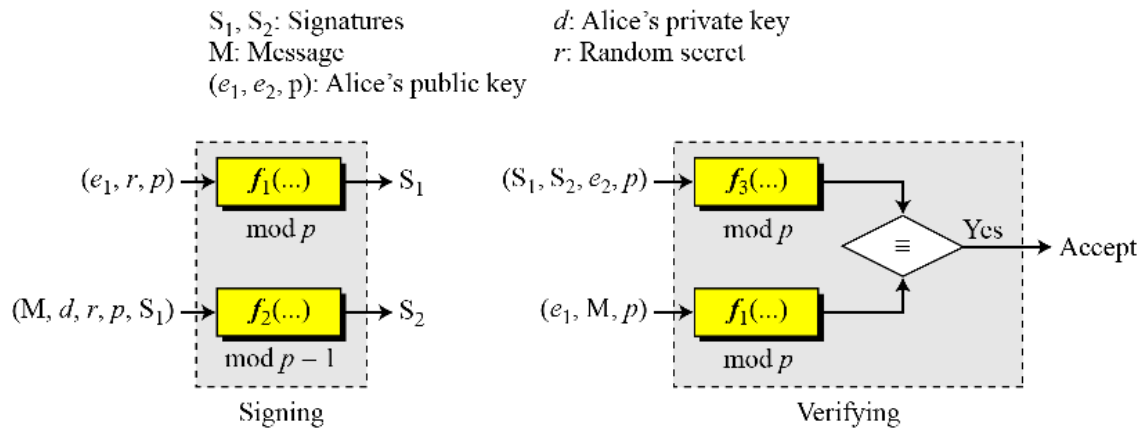 S₁, S₂: Signatures
d: Alice's private key
M: Message
r: Random secret
(e₁, e₂, p): Alice's public key
(e₁, r, p)
f₁(...)
S₁
mod p
(M, d, r, p, S₁)
f₂(...)
S₂
mod p – 1
Signing
(S₁, S₂, e₂, p)
f₃(...)
mod p
≡
Yes
Accept
(e₁, M, p)
f₁(...)
mod p
Verifying